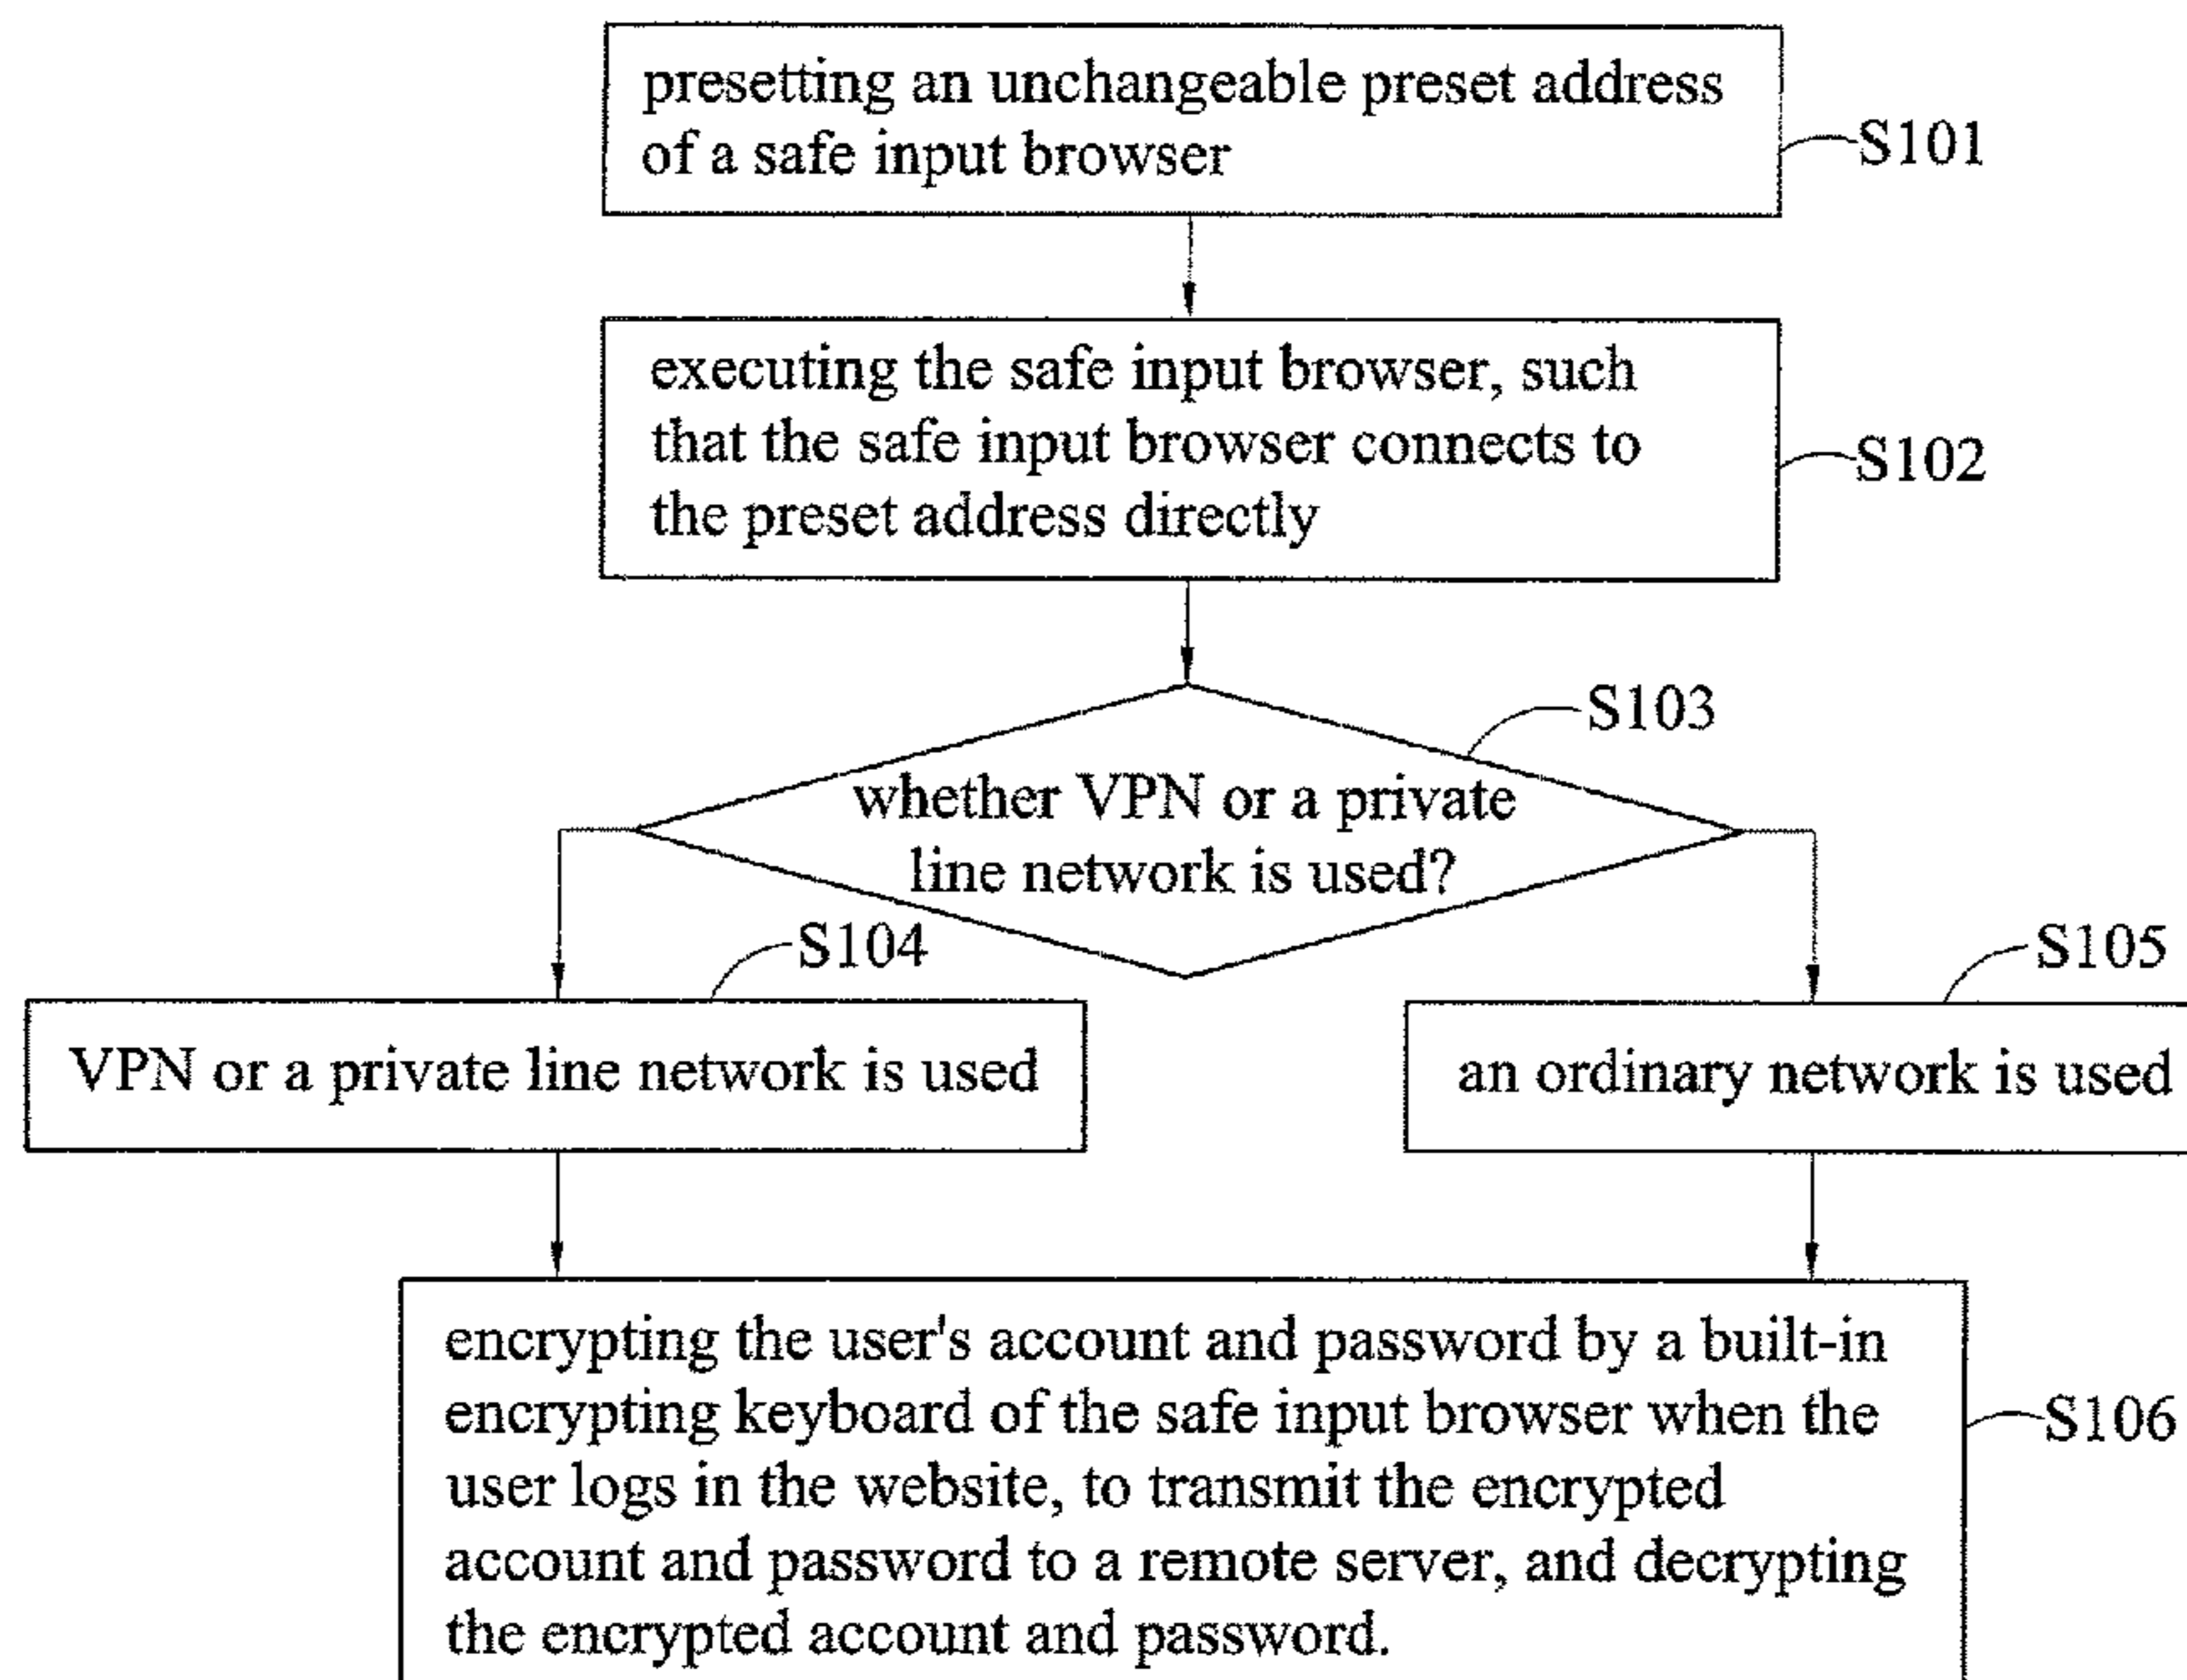 presetting an unchangeable preset address
of a safe input browser
S101
executing the safe input browser, such
that the safe input browser connects to
the preset address directly
S102
S103
whether VPN or a private
line network is used?
S104
S105
VPN or a private line network is used
an ordinary network is used
encrypting the user's account and password by a built-in
encrypting keyboard of the safe input browser when the
user logs in the website, to transmit the encrypted
account and password to a remote server, and decrypting
the encrypted account and password.
S106